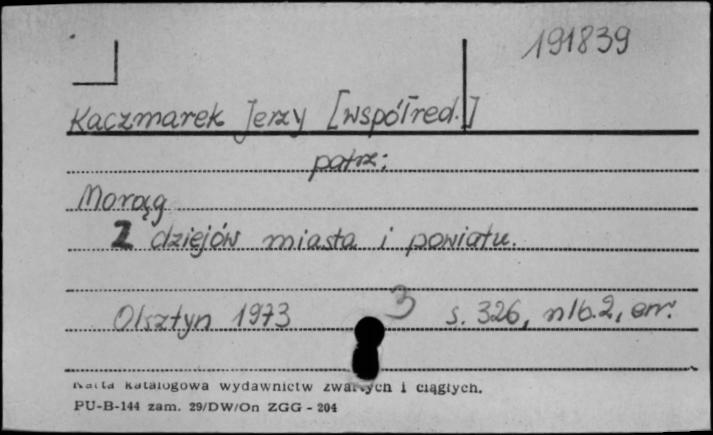 191839
Kaczmarek Jerzy [współred.]
patrz:
Morąg
Z dziejów miasta i powiatu.
3
Olsztyn 1973 s. 326, nlb. 2, err.
Karta katalogowa wydawnictw zwartych i ciągłych.
PU-B-144 zam. 29/DW/On ZGG - 204